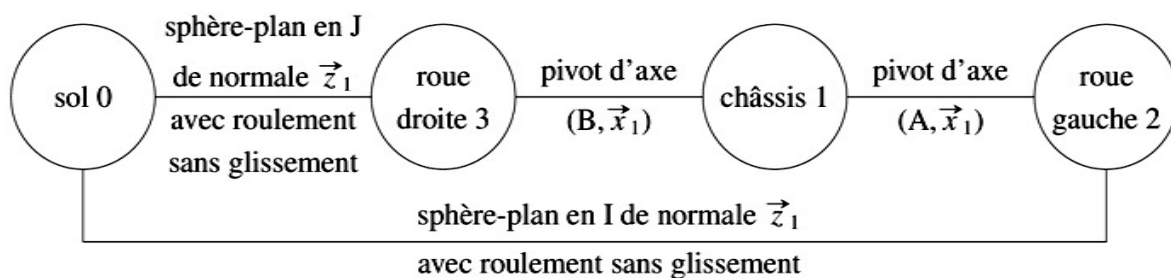 sphère-plan en J
de normale z⃗₁
avec roulement
sans glissement
sol 0
roue
droite 3
pivot d'axe
(B, x⃗₁)
châssis 1
pivot d'axe
(A, x⃗₁)
roue
gauche 2
sphère-plan en I de normale z⃗₁
avec roulement sans glissement